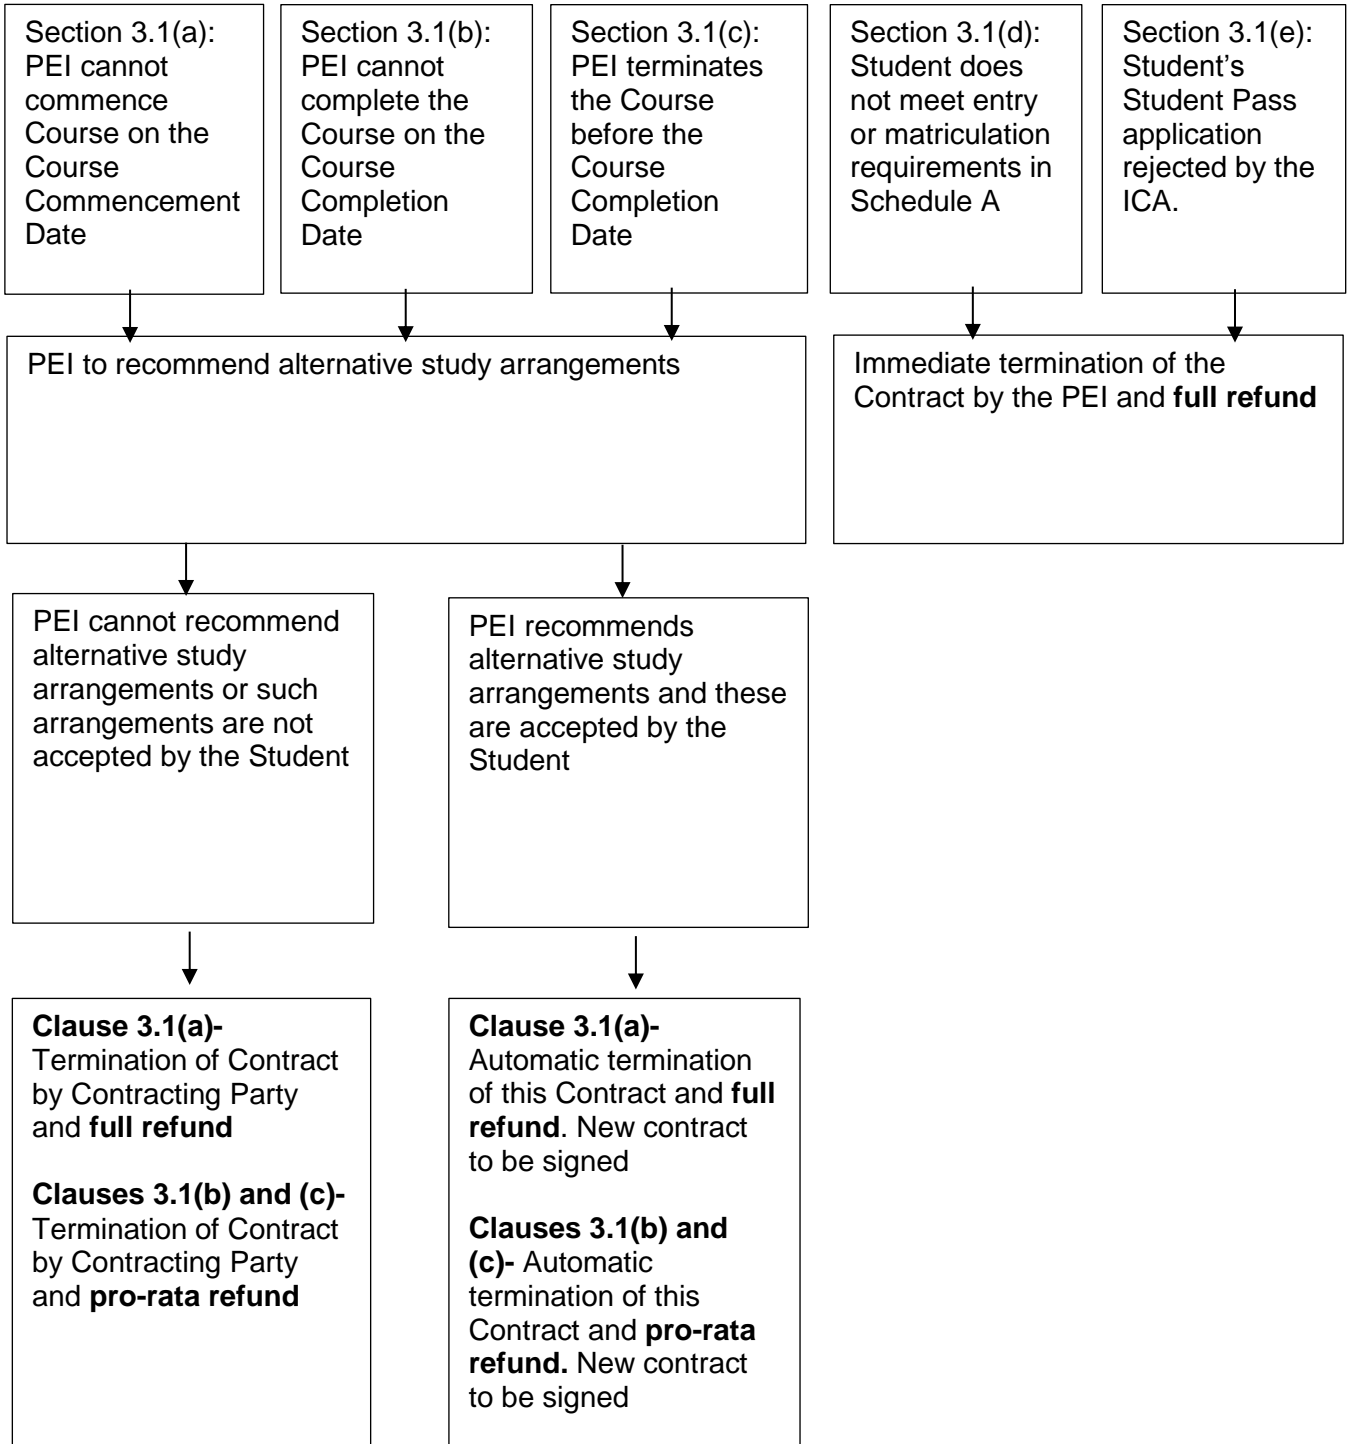 Section 3.1(a):
PEI cannot
commence
Course on the
Course
Commencement
Date
Section 3.1(b):
PEI cannot
complete the
Course on the
Course
Completion
Date
Section 3.1(c):
PEI terminates
the Course
before the
Course
Completion
Date
Section 3.1(d):
Student does
not meet entry
or matriculation
requirements in
Schedule A
Section 3.1(e):
Student’s
Student Pass
application
rejected by the
ICA.
PEI to recommend alternative study arrangements
Immediate termination of the
Contract by the PEI and full refund
PEI cannot recommend
alternative study
arrangements or such
arrangements are not
accepted by the Student
PEI recommends
alternative study
arrangements and these
are accepted by the
Student
Clause 3.1(a)-
Termination of Contract
by Contracting Party
and full refund
Clauses 3.1(b) and (c)-
Termination of Contract
by Contracting Party
and pro-rata refund
Clause 3.1(a)-
Automatic termination
of this Contract and full
refund. New contract
to be signed
Clauses 3.1(b) and
(c)- Automatic
termination of this
Contract and pro-rata
refund. New contract
to be signed